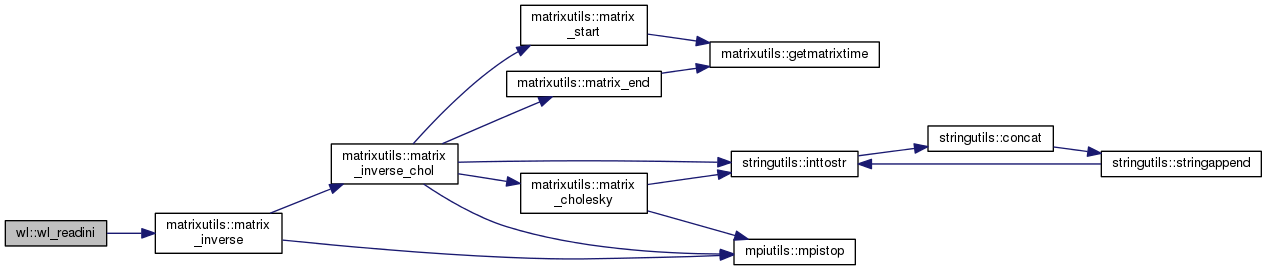 wl::wl_readini
matrixutils::matrix
_inverse
matrixutils::matrix
_inverse_chol
matrixutils::matrix
_start
matrixutils::matrix_end
matrixutils::getmatrixtime
matrixutils::matrix
_cholesky
stringutils::inttostr
stringutils::concat
stringutils::stringappend
mpiutils::mpistop